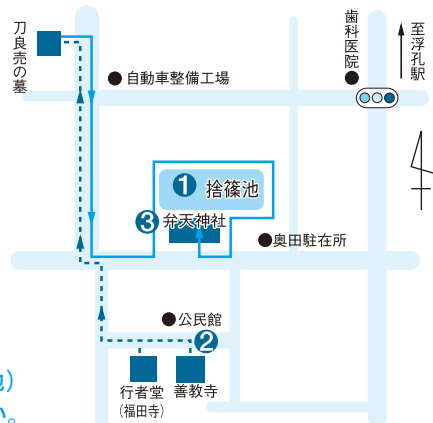 刀良売の墓
歯科医院
至浮孔駅
自動車整備工場
1 捨篠池
3 弁天神社
奥田駐在所
公民館
2
行者堂
(福田寺)
善教寺
)
。